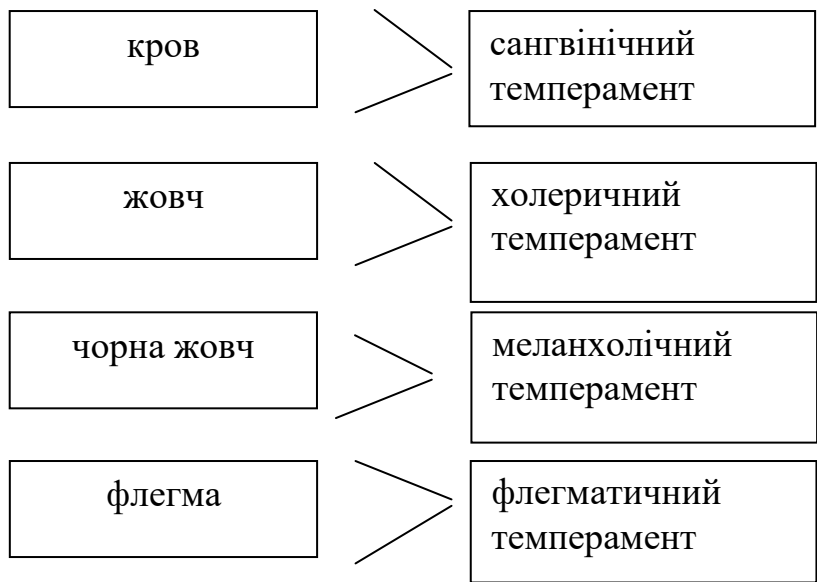 кров
сангвінічний
темперамент
жовч
холеричний
темперамент
чорна жовч
меланхолічний
темперамент
флегма
флегматичний
темперамент